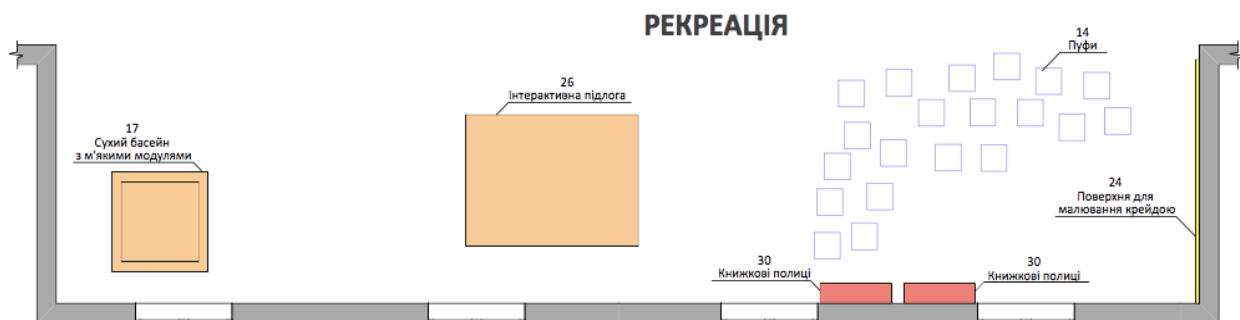 РЕКРЕАЦІЯ
14
Пуфи
26
Інтерактивна підлога
17
Сухий басейн
з м'якими модулями
24
Поверхня для
малювання крейдою
30
Книжкові полиці
30
Книжкові полиці